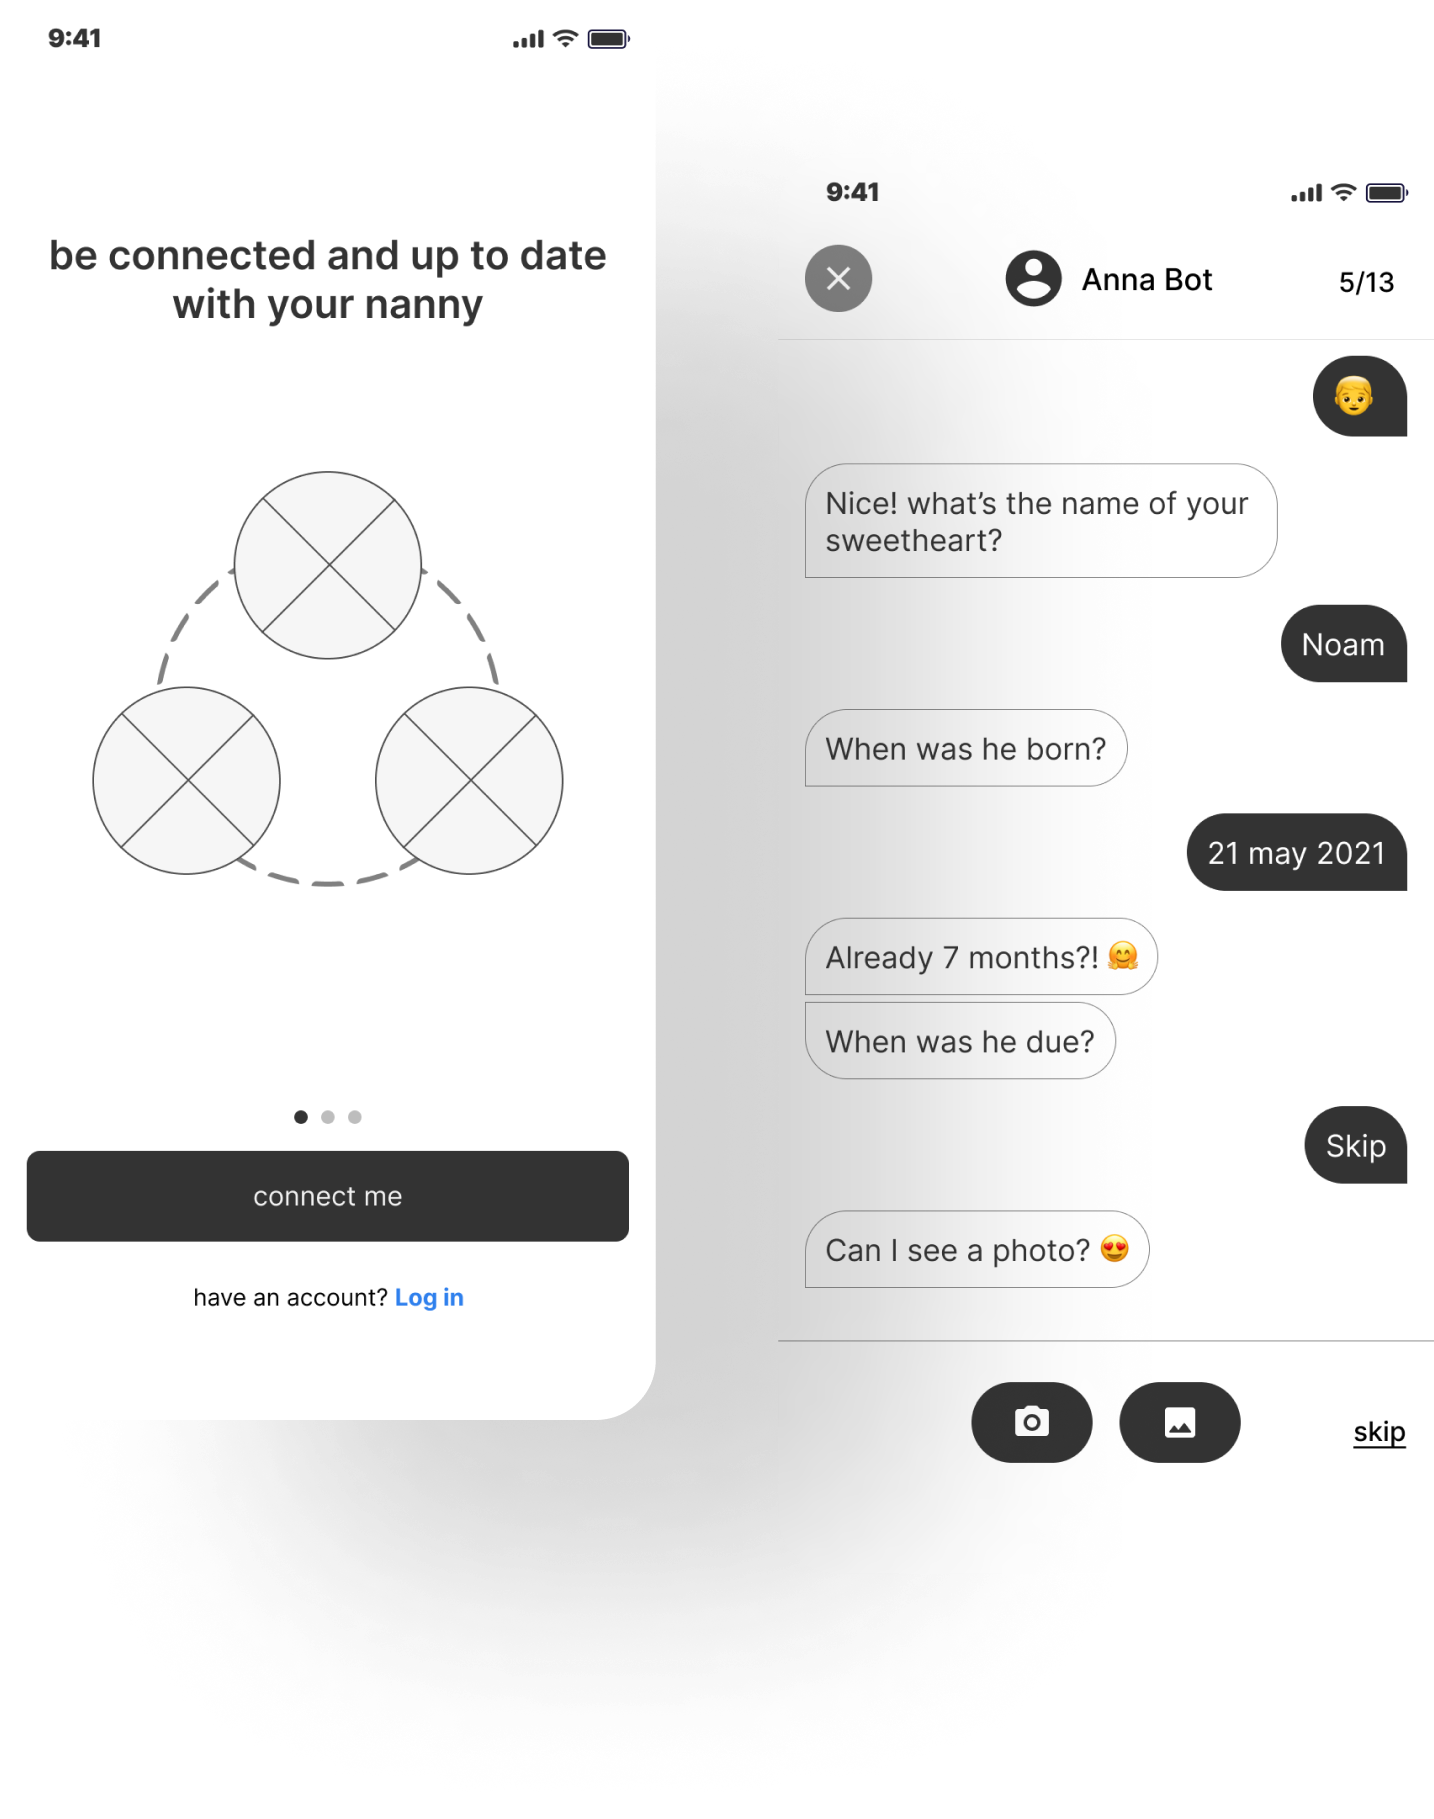 9:41
be connected and up to date
with your nanny
connect me
have an account? Log in
9:41
Anna Bot
5/13
Nice! what’s the name of your
sweetheart?
Noam
When was he born?
21 may 2021
Already 7 months?! 🤗
When was he due?
Skip
Can I see a photo? 😍
skip